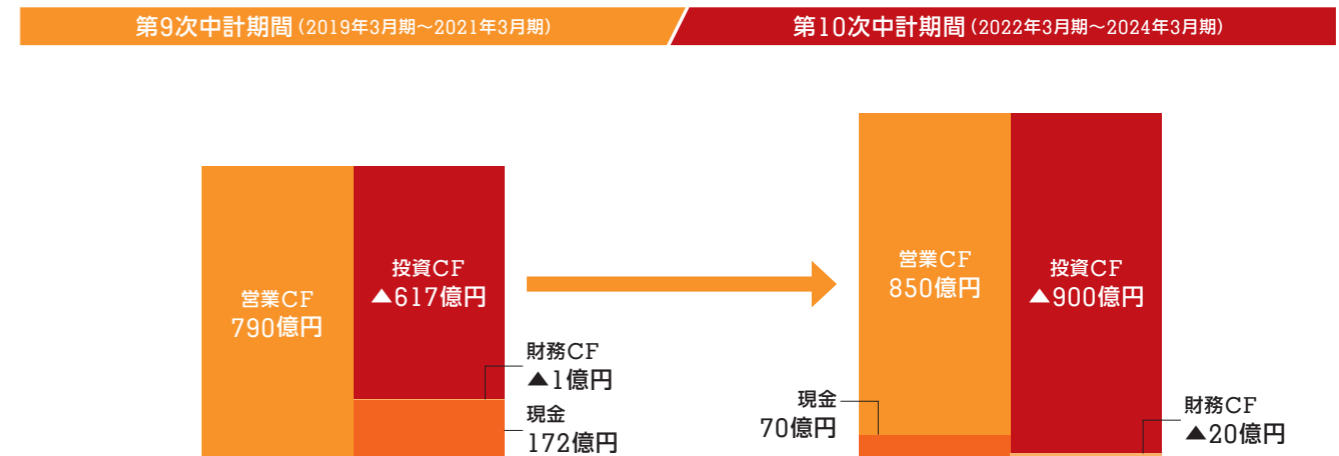 第9次中計期間(2019年3月期～2021年3月期)
第10次中計期間(2022年3月期～2024年3月期)
営業CF
790億円
投資CF
▲617億円
財務CF
▲1億円
現金
172億円
営業CF
850億円
投資CF
▲900億円
現金
70億円
財務CF
▲20億円